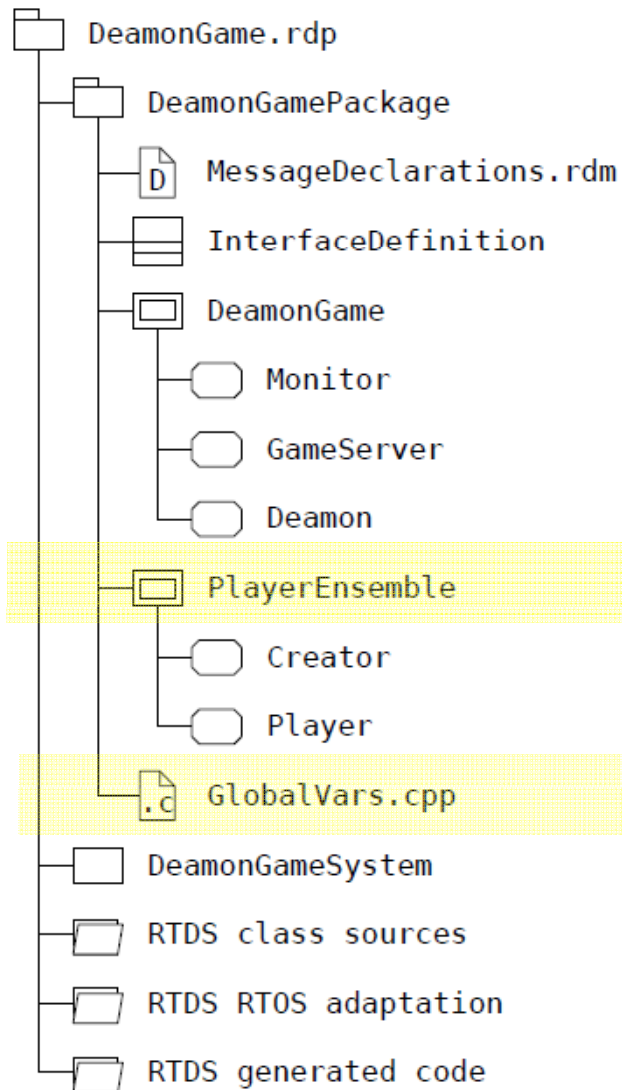 DeamonGame.rdp
DeamonGamePackage
D MessageDeclarations.rdm
InterfaceDefinition
DeamonGame
Monitor
GameServer
Deamon
PlayerEnsemble
Creator
Player
.c GlobalVars.cpp
DeamonGameSystem
RTDS class sources
RTDS RTOS adaptation
RTDS generated code